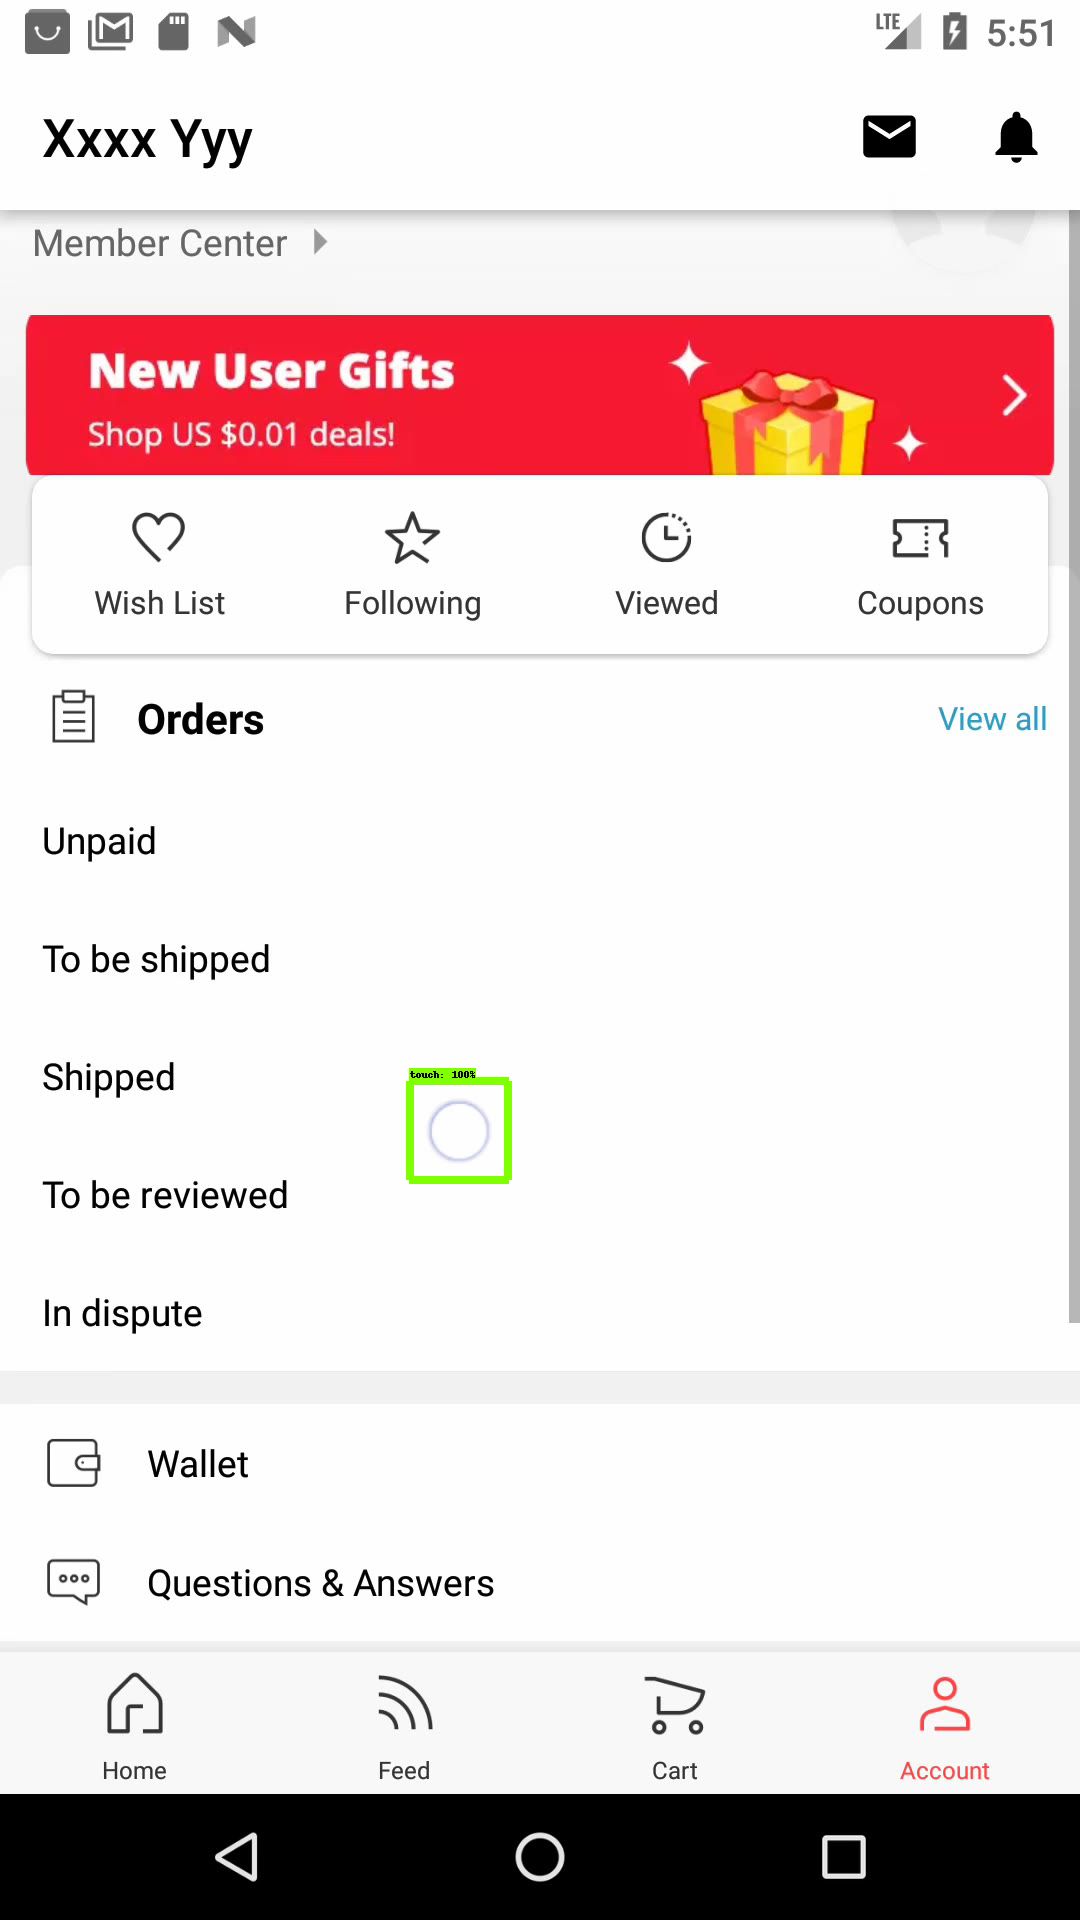 LTE 5:51
Xxxx Yyy
Member Center
New User Gifts
Shop US $0.01 deals!
Wish List Following Viewed Coupons
Orders View all
Unpaid
To be shipped
Shipped
touch: 100%
To be reviewed
In dispute
Wallet
Questions & Answers
Home Feed Cart Account